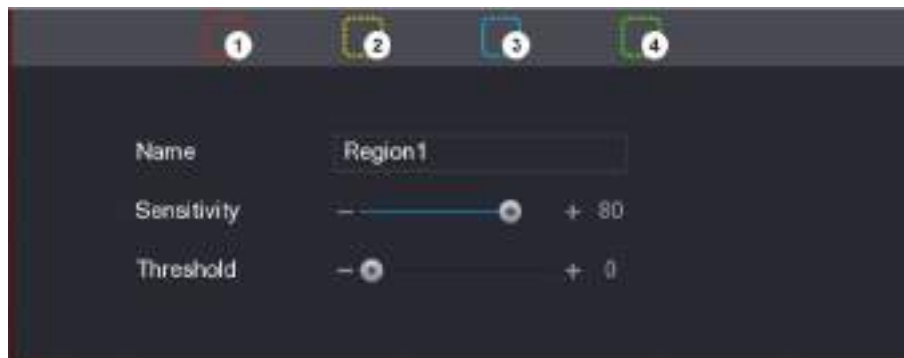 1 2 3 4
Name Region1
Sensitivity - + 80
Threshold - + 0